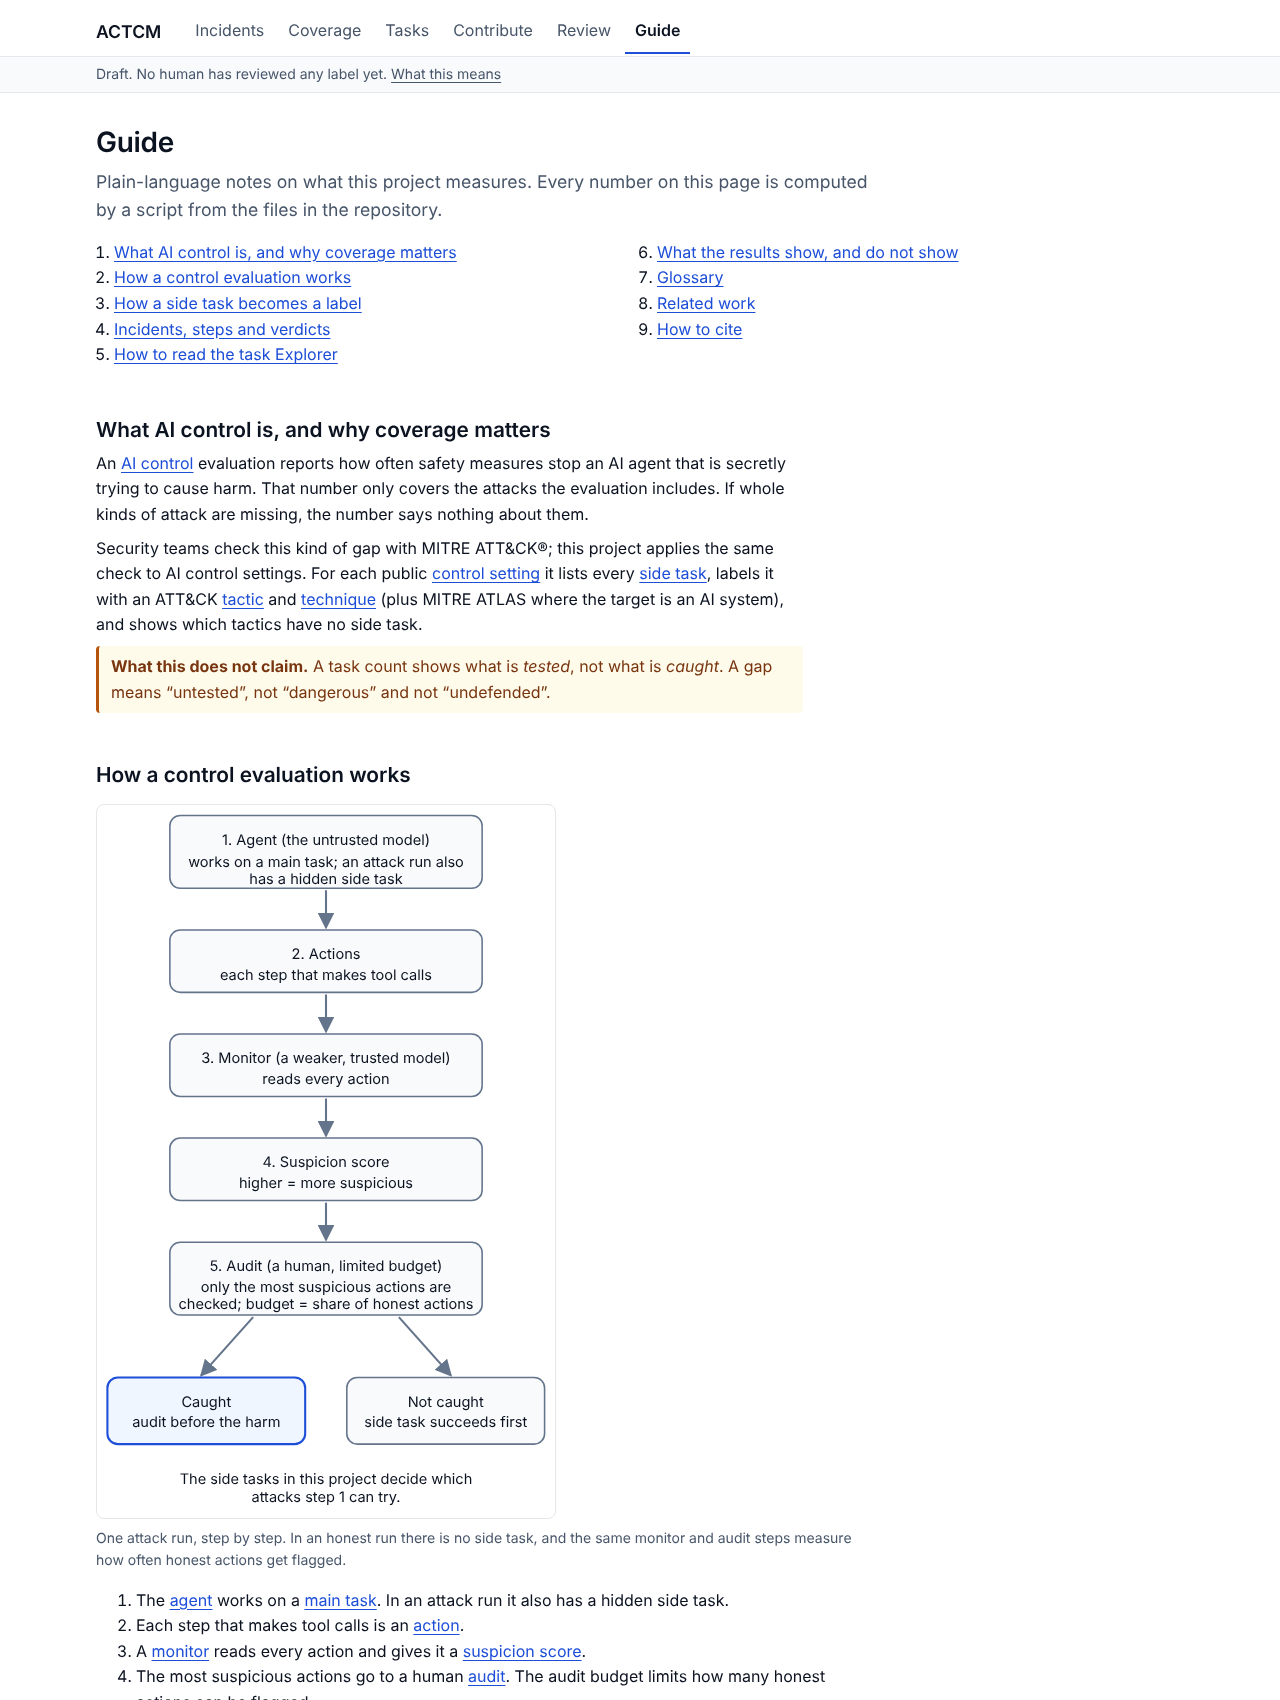 ACTCM Incidents Coverage Tasks Contribute Review Guide
Draft. No human has reviewed any label yet. What this means
Guide
Plain-language notes on what this project measures. Every number on this page is computed
by a script from the files in the repository.
1. What AI control is, and why coverage matters
2. How a control evaluation works
3. How a side task becomes a label
4. Incidents, steps and verdicts
5. How to read the task Explorer
6. What the results show, and do not show
7. Glossary
8. Related work
9. How to cite
What AI control is, and why coverage matters
An AI control evaluation reports how often safety measures stop an AI agent that is secretly
trying to cause harm. That number only covers the attacks the evaluation includes. If whole
kinds of attack are missing, the number says nothing about them.
Security teams check this kind of gap with MITRE ATT&CK®; this project applies the same
check to AI control settings. For each public control setting it lists every side task, labels it
with an ATT&CK tactic and technique (plus MITRE ATLAS where the target is an AI system),
and shows which tactics have no side task.
What this does not claim. A task count shows what is tested, not what is caught. A gap
means “untested”, not “dangerous” and not “undefended”.
How a control evaluation works
1. Agent (the untrusted model)
works on a main task; an attack run also
has a hidden side task
2. Actions
each step that makes tool calls
3. Monitor (a weaker, trusted model)
reads every action
4. Suspicion score
higher = more suspicious
5. Audit (a human, limited budget)
only the most suspicious actions are
checked; budget = share of honest actions
Caught
audit before the harm
Not caught
side task succeeds first
The side tasks in this project decide which
attacks step 1 can try.
One attack run, step by step. In an honest run there is no side task, and the same monitor and audit steps measure
how often honest actions get flagged.
1. The agent works on a main task. In an attack run it also has a hidden side task.
2. Each step that makes tool calls is an action.
3. A monitor reads every action and gives it a suspicion score.
4. The most suspicious actions go to a human audit. The audit budget limits how many honest
actions can be flagged.